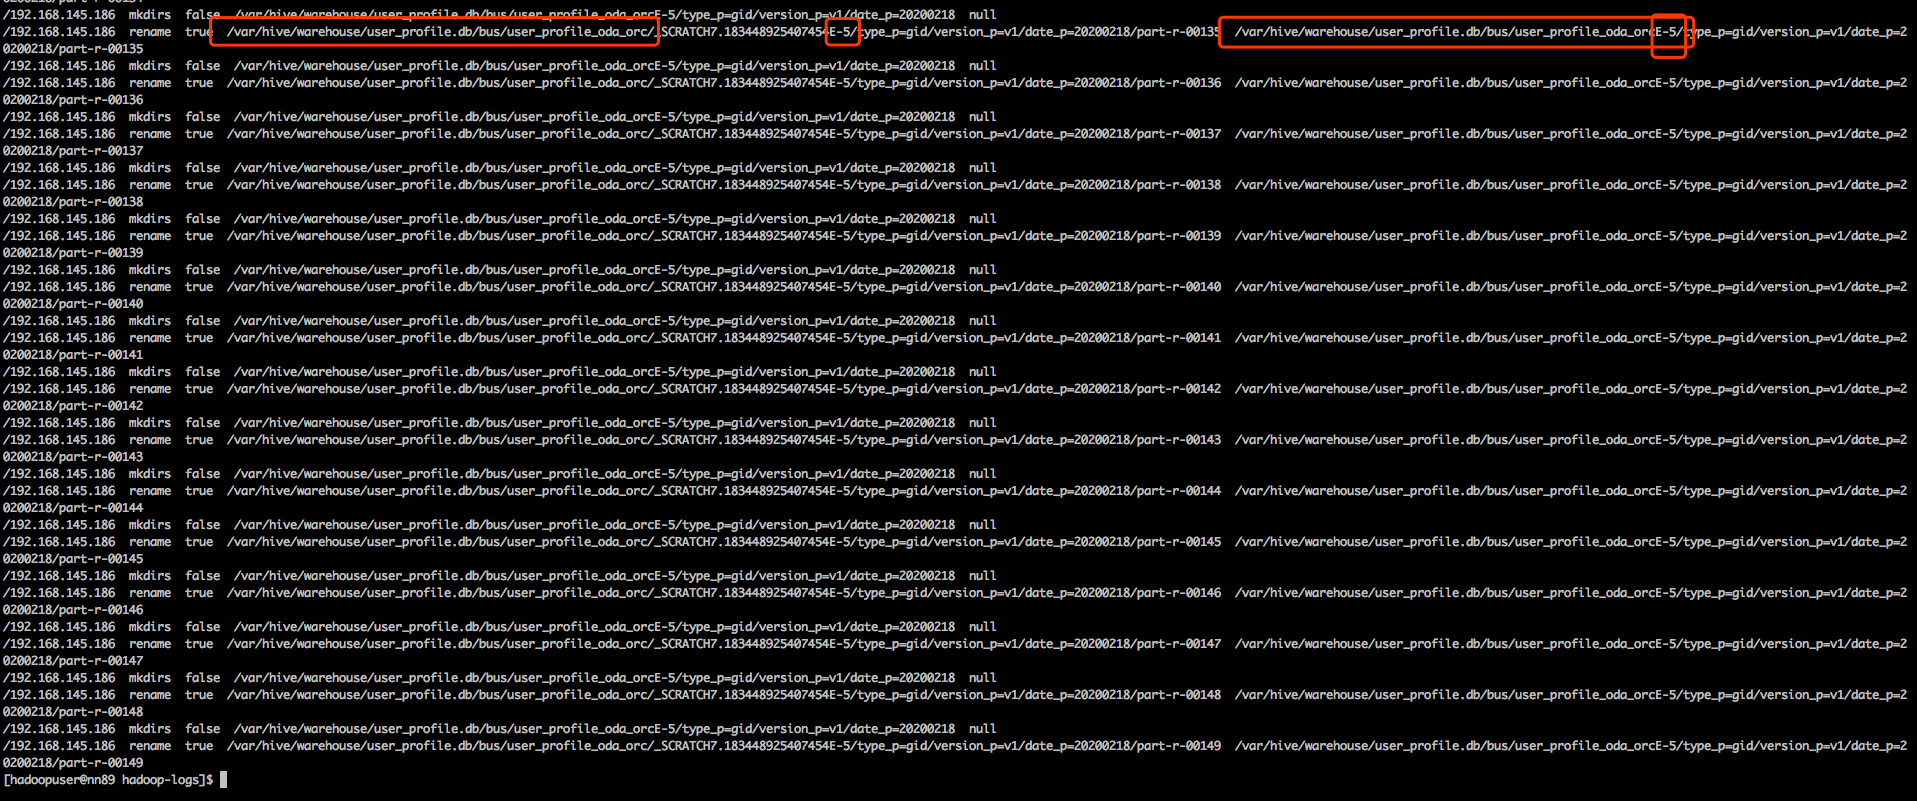 /192.168.145.186  mkdirs  false  /var/hive/warehouse/user_profile.db/bus/user_profile_oda_orcE-5/type_p=gid/version_p=v1/date_p=20200218  null
/192.168.145.186  rename  true  /var/hive/warehouse/user_profile.db/bus/user_profile_oda_orc/_SCRATCH7.183448925407454E-5/type_p=gid/version_p=v1/date_p=20200218/part-r-00135  /var/hive/warehouse/user_profile.db/bus/user_profile_oda_orcE-5/type_p=gid/version_p=v1/date_p=2
0200218/part-r-00135
/192.168.145.186  mkdirs  false  /var/hive/warehouse/user_profile.db/bus/user_profile_oda_orcE-5/type_p=gid/version_p=v1/date_p=20200218  null
/192.168.145.186  rename  true  /var/hive/warehouse/user_profile.db/bus/user_profile_oda_orc/_SCRATCH7.183448925407454E-5/type_p=gid/version_p=v1/date_p=20200218/part-r-00136  /var/hive/warehouse/user_profile.db/bus/user_profile_oda_orcE-5/type_p=gid/version_p=v1/date_p=2
0200218/part-r-00136
/192.168.145.186  mkdirs  false  /var/hive/warehouse/user_profile.db/bus/user_profile_oda_orcE-5/type_p=gid/version_p=v1/date_p=20200218  null
/192.168.145.186  rename  true  /var/hive/warehouse/user_profile.db/bus/user_profile_oda_orc/_SCRATCH7.183448925407454E-5/type_p=gid/version_p=v1/date_p=20200218/part-r-00137  /var/hive/warehouse/user_profile.db/bus/user_profile_oda_orcE-5/type_p=gid/version_p=v1/date_p=2
0200218/part-r-00137
/192.168.145.186  mkdirs  false  /var/hive/warehouse/user_profile.db/bus/user_profile_oda_orcE-5/type_p=gid/version_p=v1/date_p=20200218  null
/192.168.145.186  rename  true  /var/hive/warehouse/user_profile.db/bus/user_profile_oda_orc/_SCRATCH7.183448925407454E-5/type_p=gid/version_p=v1/date_p=20200218/part-r-00138  /var/hive/warehouse/user_profile.db/bus/user_profile_oda_orcE-5/type_p=gid/version_p=v1/date_p=2
0200218/part-r-00138
/192.168.145.186  mkdirs  false  /var/hive/warehouse/user_profile.db/bus/user_profile_oda_orcE-5/type_p=gid/version_p=v1/date_p=20200218  null
/192.168.145.186  rename  true  /var/hive/warehouse/user_profile.db/bus/user_profile_oda_orc/_SCRATCH7.183448925407454E-5/type_p=gid/version_p=v1/date_p=20200218/part-r-00139  /var/hive/warehouse/user_profile.db/bus/user_profile_oda_orcE-5/type_p=gid/version_p=v1/date_p=2
0200218/part-r-00139
/192.168.145.186  mkdirs  false  /var/hive/warehouse/user_profile.db/bus/user_profile_oda_orcE-5/type_p=gid/version_p=v1/date_p=20200218  null
/192.168.145.186  rename  true  /var/hive/warehouse/user_profile.db/bus/user_profile_oda_orc/_SCRATCH7.183448925407454E-5/type_p=gid/version_p=v1/date_p=20200218/part-r-00140  /var/hive/warehouse/user_profile.db/bus/user_profile_oda_orcE-5/type_p=gid/version_p=v1/date_p=2
0200218/part-r-00140
/192.168.145.186  mkdirs  false  /var/hive/warehouse/user_profile.db/bus/user_profile_oda_orcE-5/type_p=gid/version_p=v1/date_p=20200218  null
/192.168.145.186  rename  true  /var/hive/warehouse/user_profile.db/bus/user_profile_oda_orc/_SCRATCH7.183448925407454E-5/type_p=gid/version_p=v1/date_p=20200218/part-r-00141  /var/hive/warehouse/user_profile.db/bus/user_profile_oda_orcE-5/type_p=gid/version_p=v1/date_p=2
0200218/part-r-00141
/192.168.145.186  mkdirs  false  /var/hive/warehouse/user_profile.db/bus/user_profile_oda_orcE-5/type_p=gid/version_p=v1/date_p=20200218  null
/192.168.145.186  rename  true  /var/hive/warehouse/user_profile.db/bus/user_profile_oda_orc/_SCRATCH7.183448925407454E-5/type_p=gid/version_p=v1/date_p=20200218/part-r-00142  /var/hive/warehouse/user_profile.db/bus/user_profile_oda_orcE-5/type_p=gid/version_p=v1/date_p=2
0200218/part-r-00142
/192.168.145.186  mkdirs  false  /var/hive/warehouse/user_profile.db/bus/user_profile_oda_orcE-5/type_p=gid/version_p=v1/date_p=20200218  null
/192.168.145.186  rename  true  /var/hive/warehouse/user_profile.db/bus/user_profile_oda_orc/_SCRATCH7.183448925407454E-5/type_p=gid/version_p=v1/date_p=20200218/part-r-00143  /var/hive/warehouse/user_profile.db/bus/user_profile_oda_orcE-5/type_p=gid/version_p=v1/date_p=2
0200218/part-r-00143
/192.168.145.186  mkdirs  false  /var/hive/warehouse/user_profile.db/bus/user_profile_oda_orcE-5/type_p=gid/version_p=v1/date_p=20200218  null
/192.168.145.186  rename  true  /var/hive/warehouse/user_profile.db/bus/user_profile_oda_orc/_SCRATCH7.183448925407454E-5/type_p=gid/version_p=v1/date_p=20200218/part-r-00144  /var/hive/warehouse/user_profile.db/bus/user_profile_oda_orcE-5/type_p=gid/version_p=v1/date_p=2
0200218/part-r-00144
/192.168.145.186  mkdirs  false  /var/hive/warehouse/user_profile.db/bus/user_profile_oda_orcE-5/type_p=gid/version_p=v1/date_p=20200218  null
/192.168.145.186  rename  true  /var/hive/warehouse/user_profile.db/bus/user_profile_oda_orc/_SCRATCH7.183448925407454E-5/type_p=gid/version_p=v1/date_p=20200218/part-r-00145  /var/hive/warehouse/user_profile.db/bus/user_profile_oda_orcE-5/type_p=gid/version_p=v1/date_p=2
0200218/part-r-00145
/192.168.145.186  mkdirs  false  /var/hive/warehouse/user_profile.db/bus/user_profile_oda_orcE-5/type_p=gid/version_p=v1/date_p=20200218  null
/192.168.145.186  rename  true  /var/hive/warehouse/user_profile.db/bus/user_profile_oda_orc/_SCRATCH7.183448925407454E-5/type_p=gid/version_p=v1/date_p=20200218/part-r-00146  /var/hive/warehouse/user_profile.db/bus/user_profile_oda_orcE-5/type_p=gid/version_p=v1/date_p=2
0200218/part-r-00146
/192.168.145.186  mkdirs  false  /var/hive/warehouse/user_profile.db/bus/user_profile_oda_orcE-5/type_p=gid/version_p=v1/date_p=20200218  null
/192.168.145.186  rename  true  /var/hive/warehouse/user_profile.db/bus/user_profile_oda_orc/_SCRATCH7.183448925407454E-5/type_p=gid/version_p=v1/date_p=20200218/part-r-00147  /var/hive/warehouse/user_profile.db/bus/user_profile_oda_orcE-5/type_p=gid/version_p=v1/date_p=2
0200218/part-r-00147
/192.168.145.186  mkdirs  false  /var/hive/warehouse/user_profile.db/bus/user_profile_oda_orcE-5/type_p=gid/version_p=v1/date_p=20200218  null
/192.168.145.186  rename  true  /var/hive/warehouse/user_profile.db/bus/user_profile_oda_orc/_SCRATCH7.183448925407454E-5/type_p=gid/version_p=v1/date_p=20200218/part-r-00148  /var/hive/warehouse/user_profile.db/bus/user_profile_oda_orcE-5/type_p=gid/version_p=v1/date_p=2
0200218/part-r-00148
/192.168.145.186  mkdirs  false  /var/hive/warehouse/user_profile.db/bus/user_profile_oda_orcE-5/type_p=gid/version_p=v1/date_p=20200218  null
/192.168.145.186  rename  true  /var/hive/warehouse/user_profile.db/bus/user_profile_oda_orc/_SCRATCH7.183448925407454E-5/type_p=gid/version_p=v1/date_p=20200218/part-r-00149  /var/hive/warehouse/user_profile.db/bus/user_profile_oda_orcE-5/type_p=gid/version_p=v1/date_p=2
0200218/part-r-00149
[hadoopuser@nn89 hadoop-logs]$